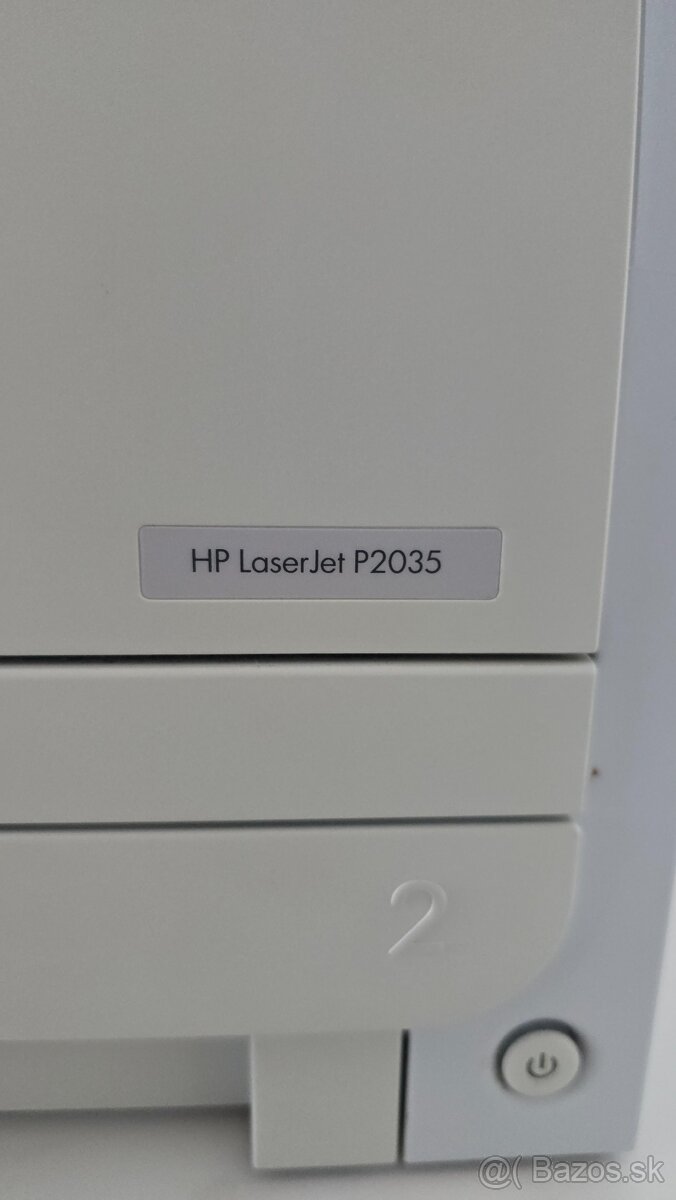 HP LaserJet P2035
2
@( Bazos.sk